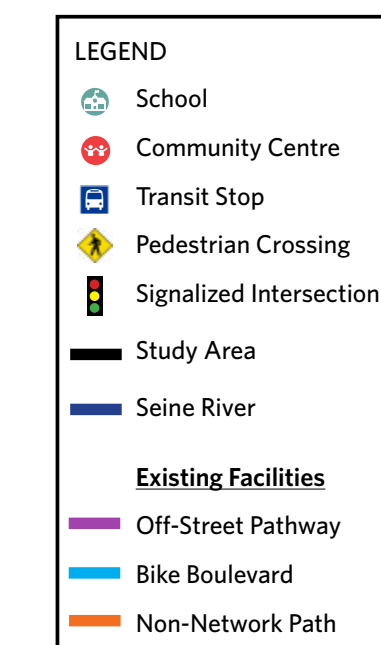 LEGEND
School
Community Centre
Transit Stop
Pedestrian Crossing
Signalized Intersection
Study Area
Seine River
Existing Facilities
Off-Street Pathway
Bike Boulevard
Non-Network Path